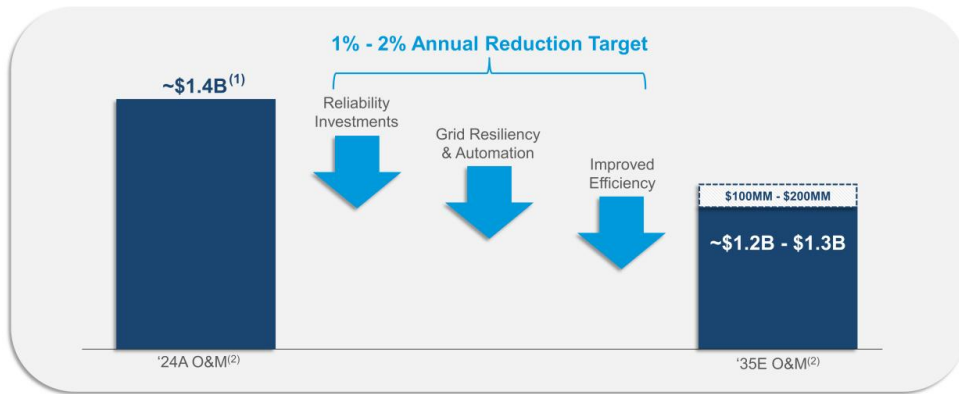 1% - 2% Annual Reduction Target
~$1.4B(1)
Reliability
Investments
Grid Resiliency
& Automation
Improved
Efficiency
$100MM - $200MM
~$1.2B - $1.3B
‘24A O&M(2)
‘35E O&M(2)